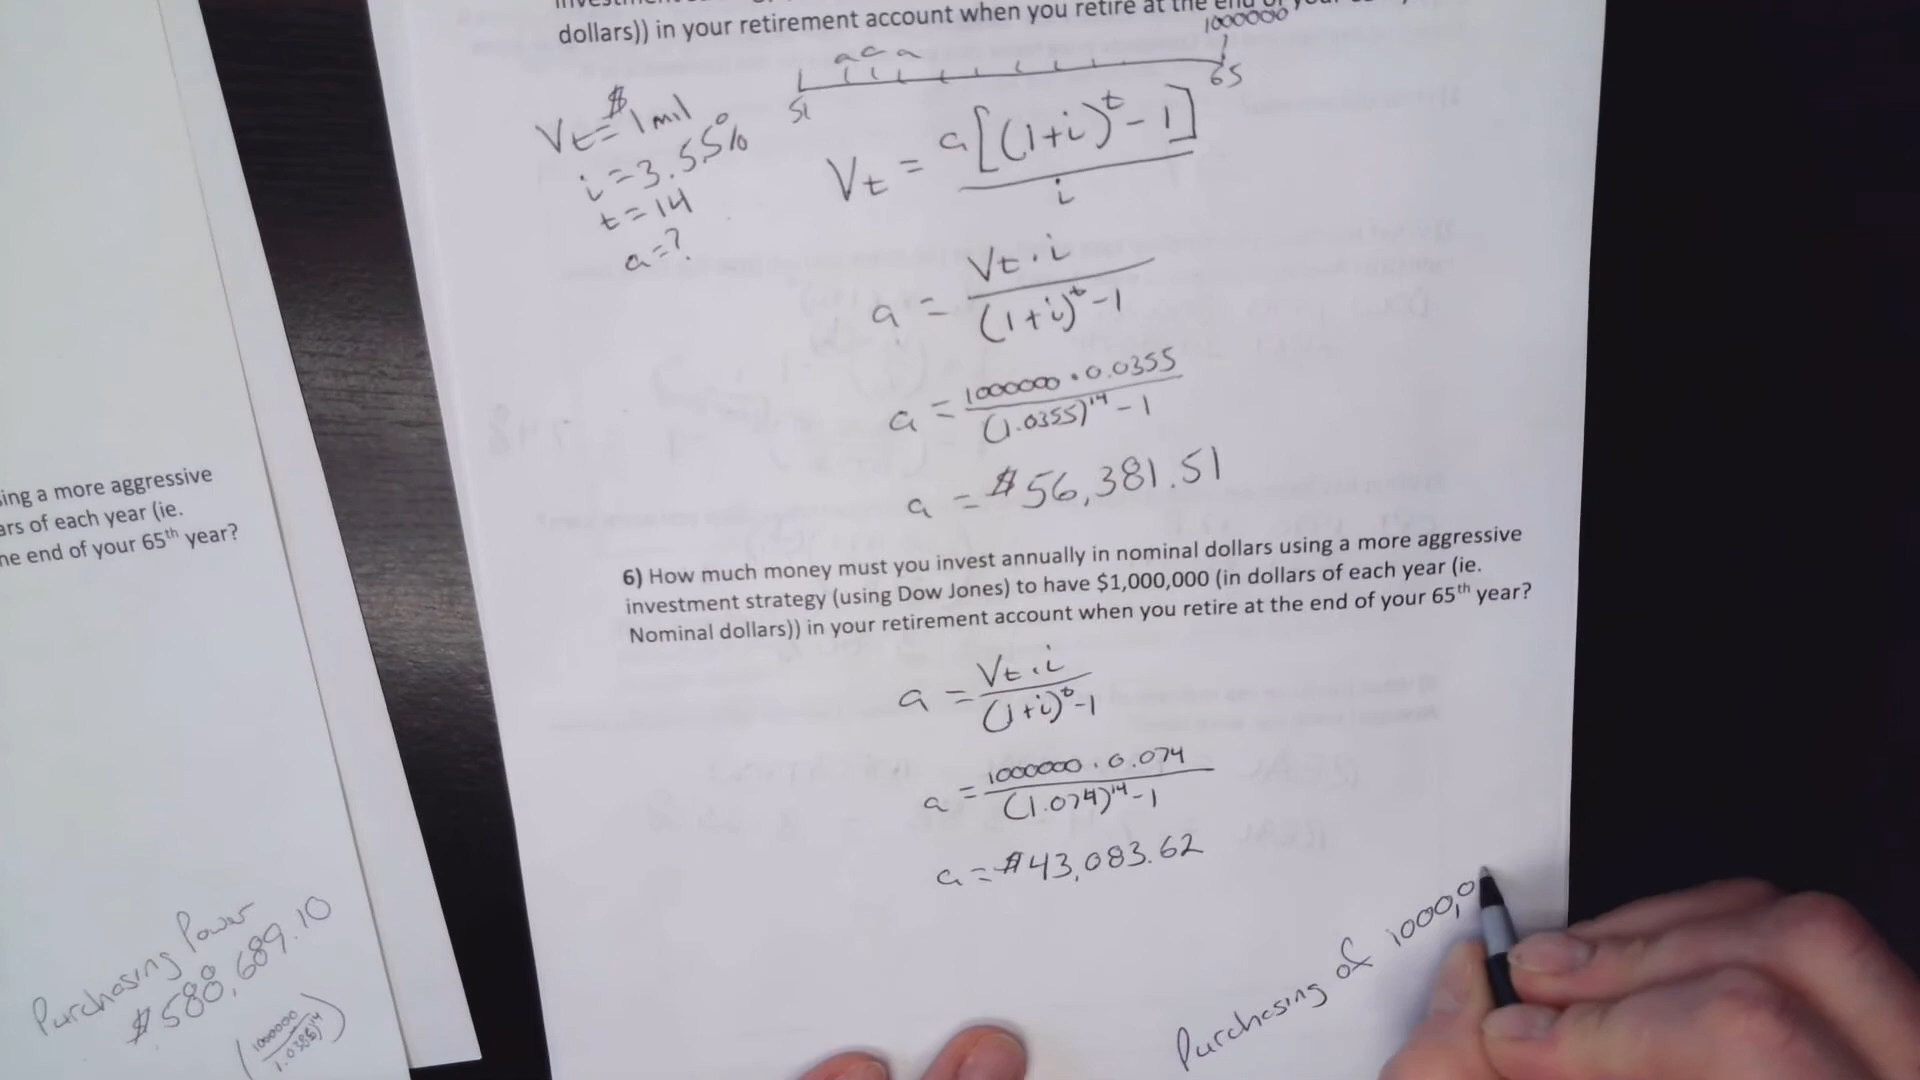 dollars)) in your retirement account when you retire at the end of your
1000000
a a a
51
65
$
Vt = 1 mil
i = 3.55%
t = 14
a = ?
Vt = a[(1+i)^t - 1]
i
a = Vt · i
(1+i)^t - 1
a = 1000000 · 0.0355
(1.0355)^14 - 1
a = $56,381.51
6) How much money must you invest annually in nominal dollars using a more aggressive
investment strategy (using Dow Jones) to have $1,000,000 (in dollars of each year (ie.
Nominal dollars)) in your retirement account when you retire at the end of your 65th year?
a = Vt · i
(1+i)^t - 1
a = 1000000 · 0.074
(1.074)^14 - 1
a = $43,083.62
Purchasing of 1000,0
ing a more aggressive
ars of each year (ie.
he end of your 65th year?
Purchasing Power
$588,689.10
(1000000
1.0385)^14)